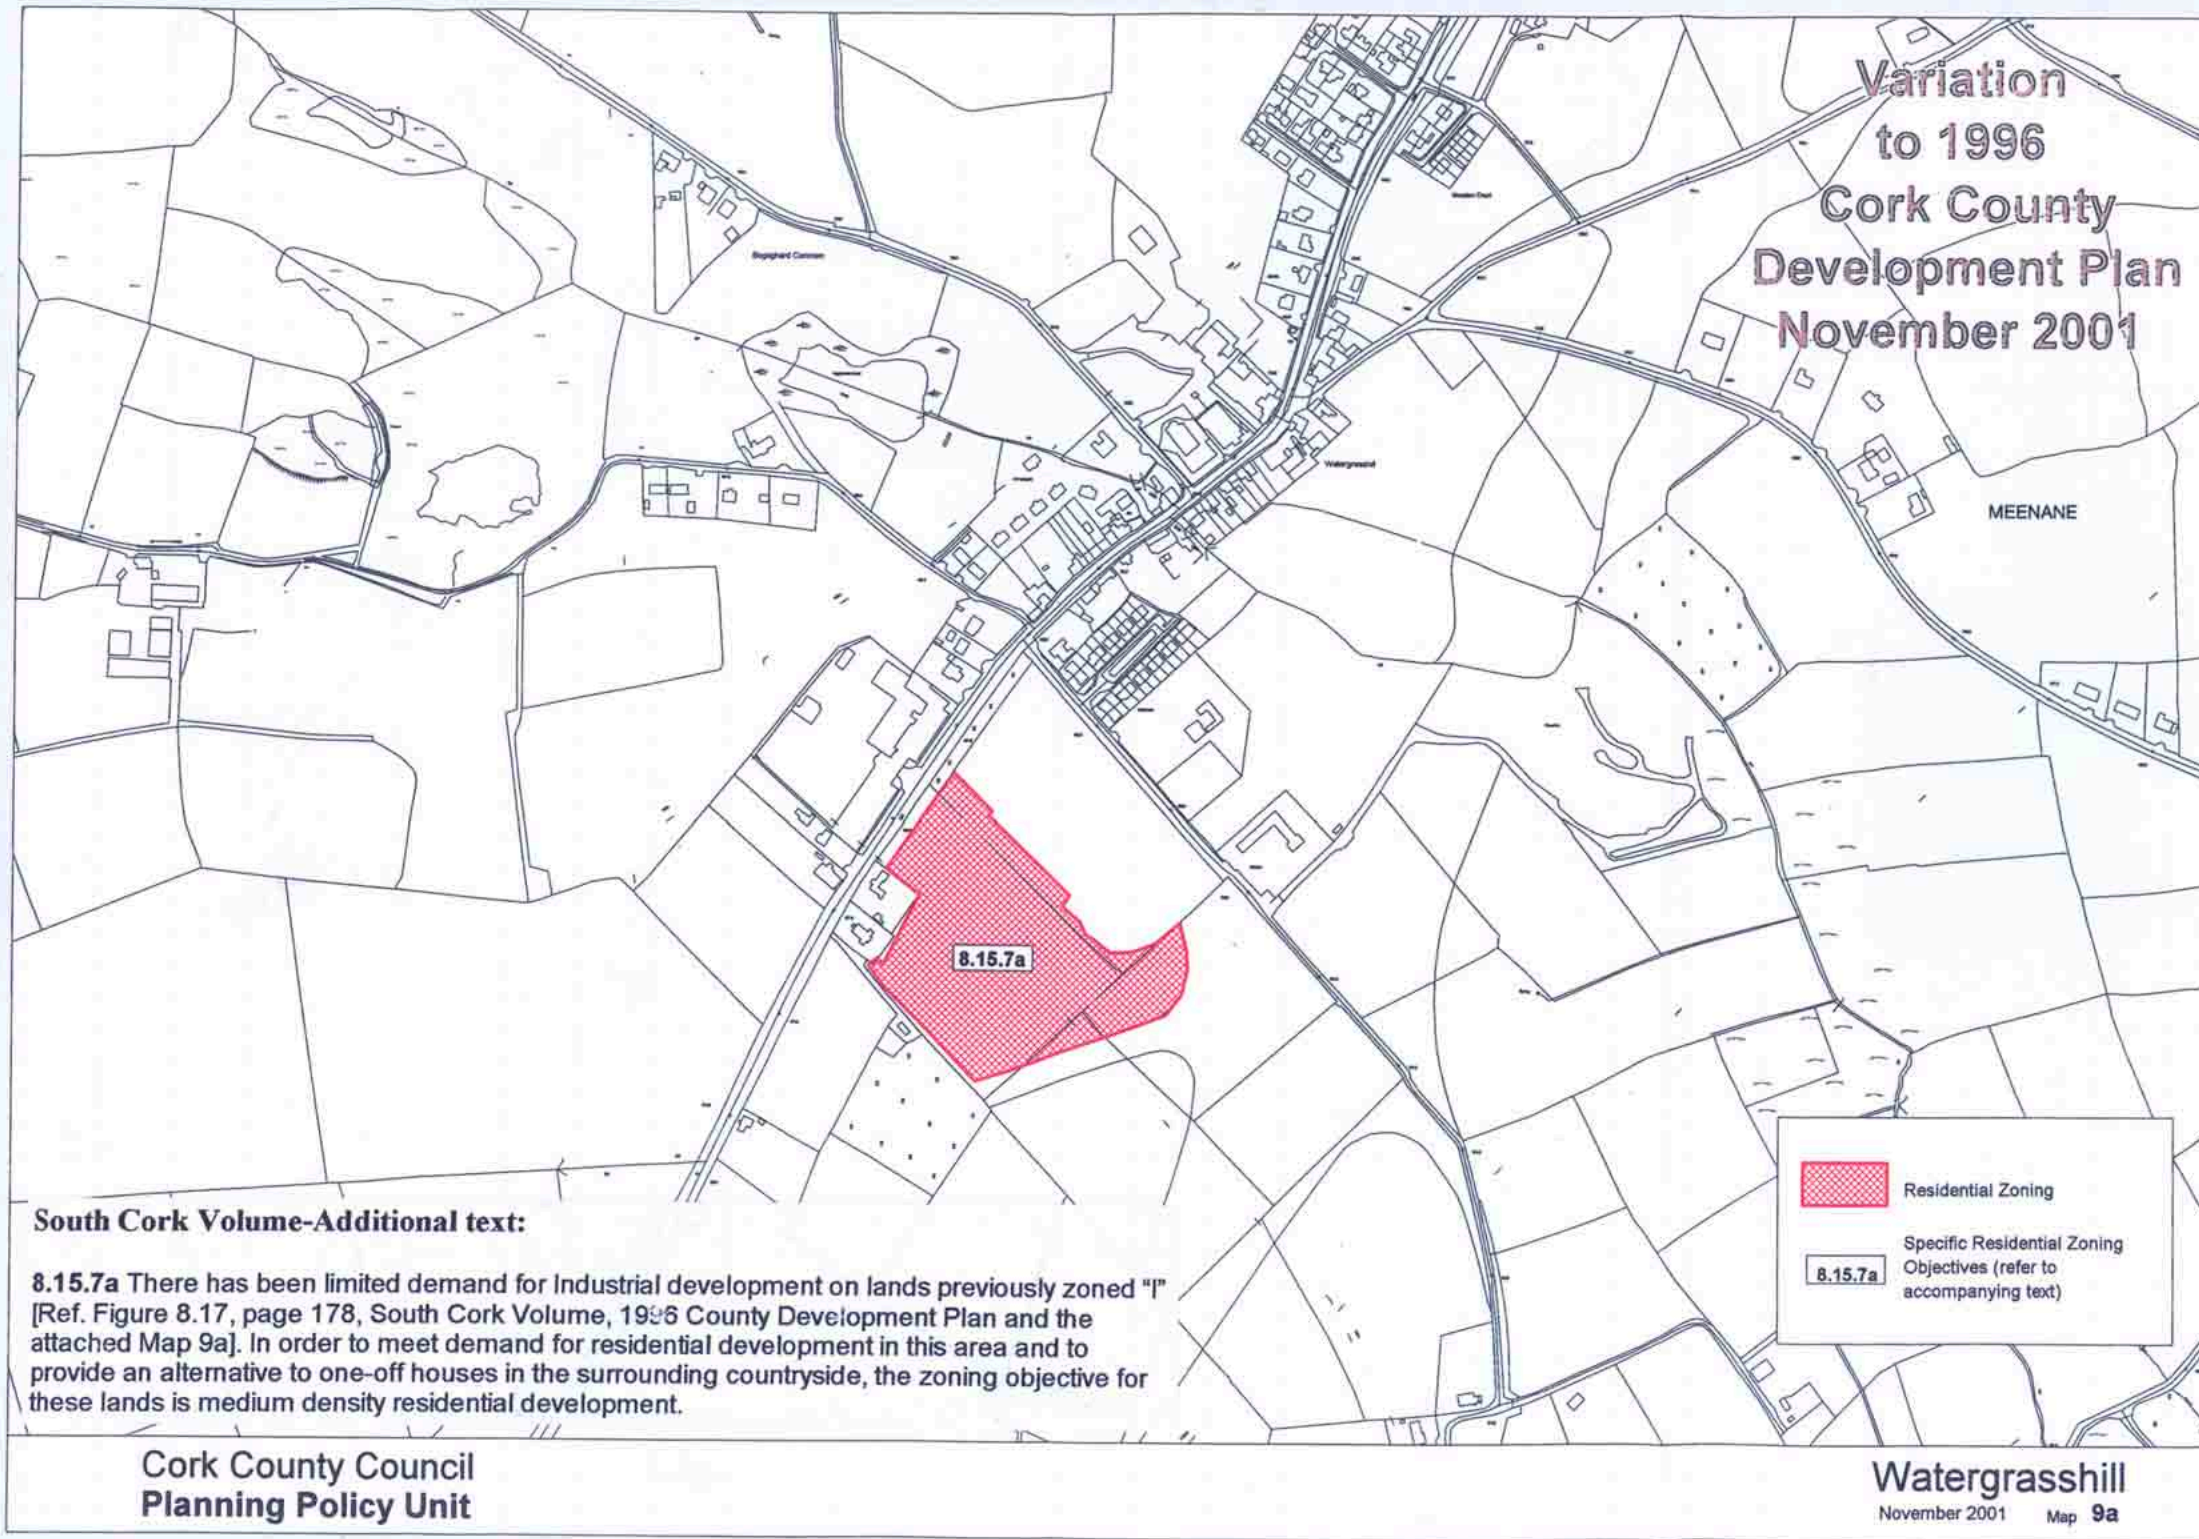 Variation
to 1996
Cork County
Development Plan
November 2001
MEENANE
8.15.7a
Residential Zoning
8.15.7a
Specific Residential Zoning
Objectives (refer to
accompanying text)
South Cork Volume-Additional text:
8.15.7a There has been limited demand for Industrial development on lands previously zoned "I"
[Ref. Figure 8.17, page 178, South Cork Volume, 1996 County Development Plan and the
attached Map 9a]. In order to meet demand for residential development in this area and to
provide an alternative to one-off houses in the surrounding countryside, the zoning objective for
these lands is medium density residential development.
Cork County Council
Planning Policy Unit
Watergrasshill
November 2001 Map 9a